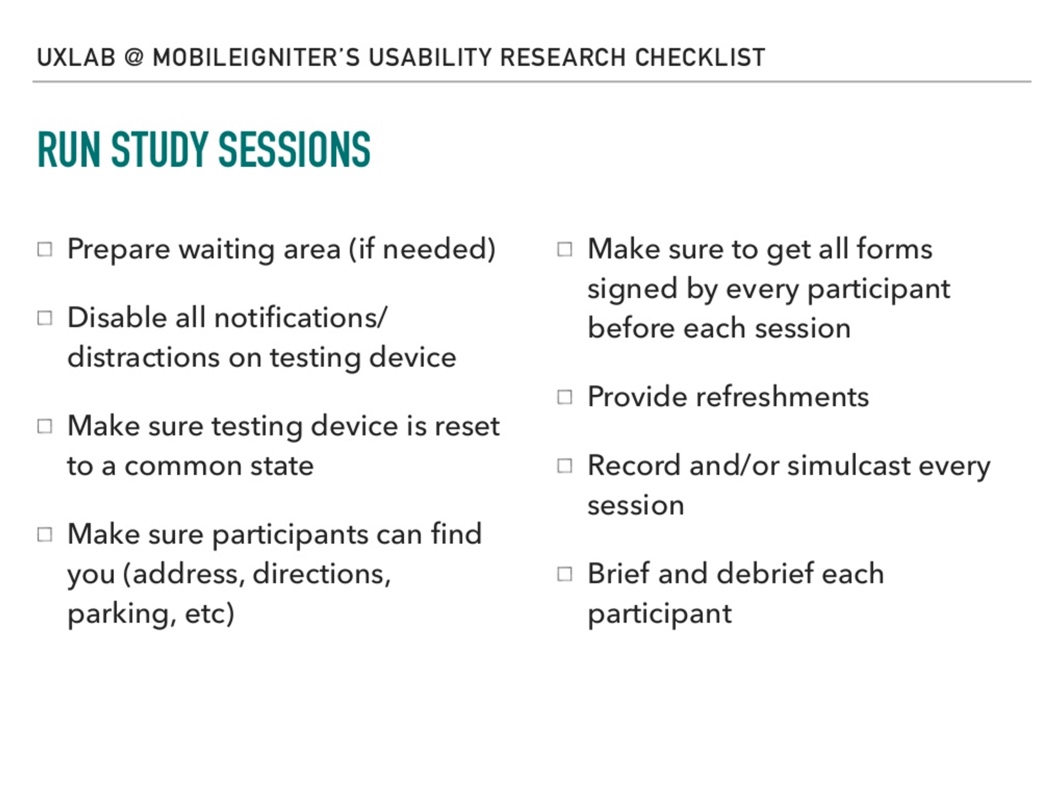 UXLAB @ MOBILEIGNITER’S USABILITY RESEARCH CHECKLIST
RUN STUDY SESSIONS
Prepare waiting area (if needed)
Disable all notifications/
distractions on testing device
Make sure testing device is reset
to a common state
Make sure participants can find
you (address, directions,
parking, etc)
Make sure to get all forms
signed by every participant
before each session
Provide refreshments
Record and/or simulcast every
session
Brief and debrief each
participant